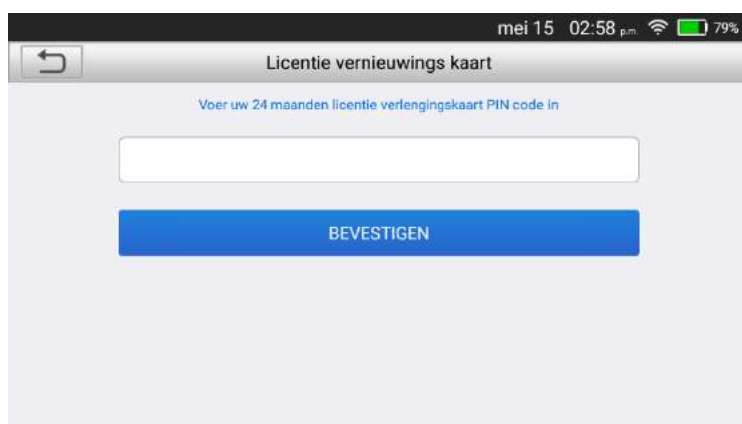 mei 15 02:58 p.m. 79%
Licentie vernieuwings kaart
Voer uw 24 maanden licentie verlengingskaart PIN code in
BEVESTIGEN